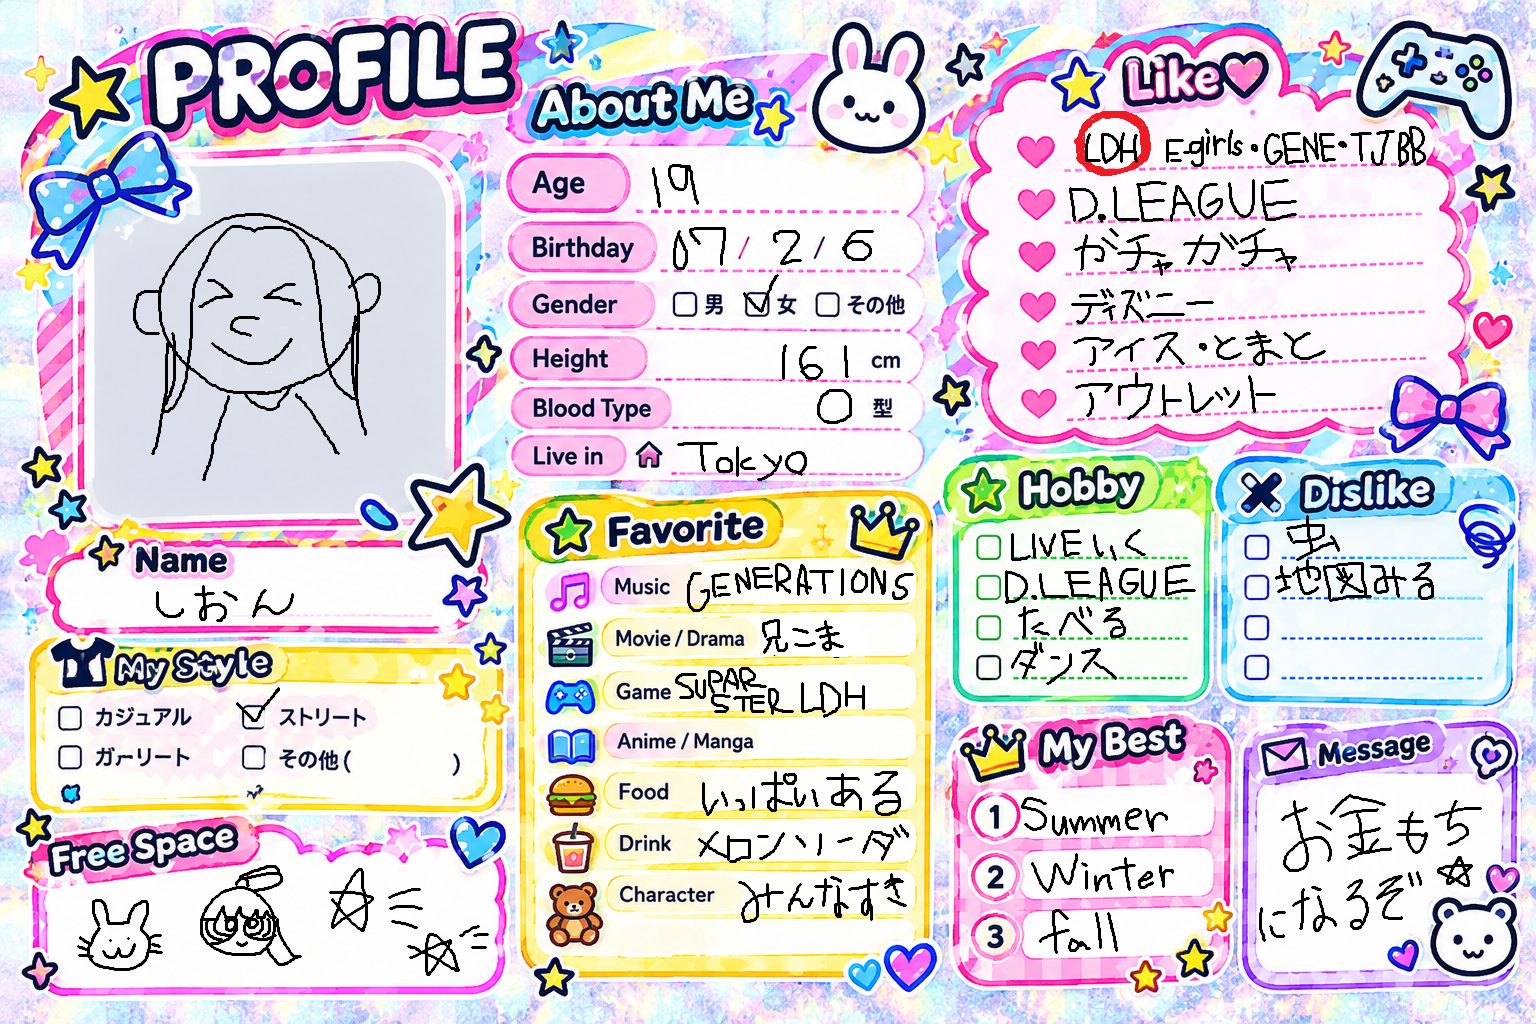 PROFILE
About Me
Age 19
Birthday 07 / 2 / 6
Gender 男 女 その他
Height 161 cm
Blood Type O 型
Live in Tokyo
Like
LDH E-girls・GENE・TJBB
D.LEAGUE
ガチャガチャ
ディズニー
アイス・とまと
アウトレット
Name
しおん
My Style
カジュアル ストリート
ガーリート その他( )
Free Space
Favorite
Music GENERATIONS
Movie / Drama 兄こま
Game SUPAR
STER LDH
Anime / Manga
Food いっぱいある
Drink メロンソーダ
Character みんなすき
Hobby
LIVEいく
D.LEAGUE
たべる
ダンス
Dislike
虫
地図みる
My Best
1 Summer
2 Winter
3 fall
Message
お金もち
になるぞ☆